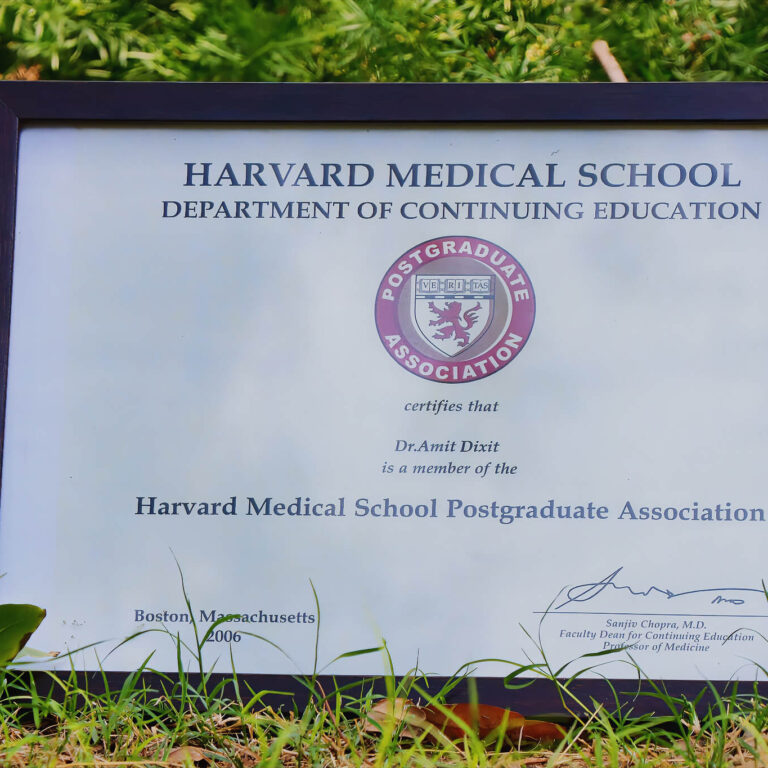 HARVARD MEDICAL SCHOOL
DEPARTMENT OF CONTINUING EDUCATION
POSTGRADUATE
VE RI TAS
ASSOCIATION
certifies that
Dr.Amit Dixit
is a member of the
Harvard Medical School Postgraduate Association
Boston, Massachusetts
2006
Sanjiv Chopra, M.D.
Faculty Dean for Continuing Education
Professor of Medicine